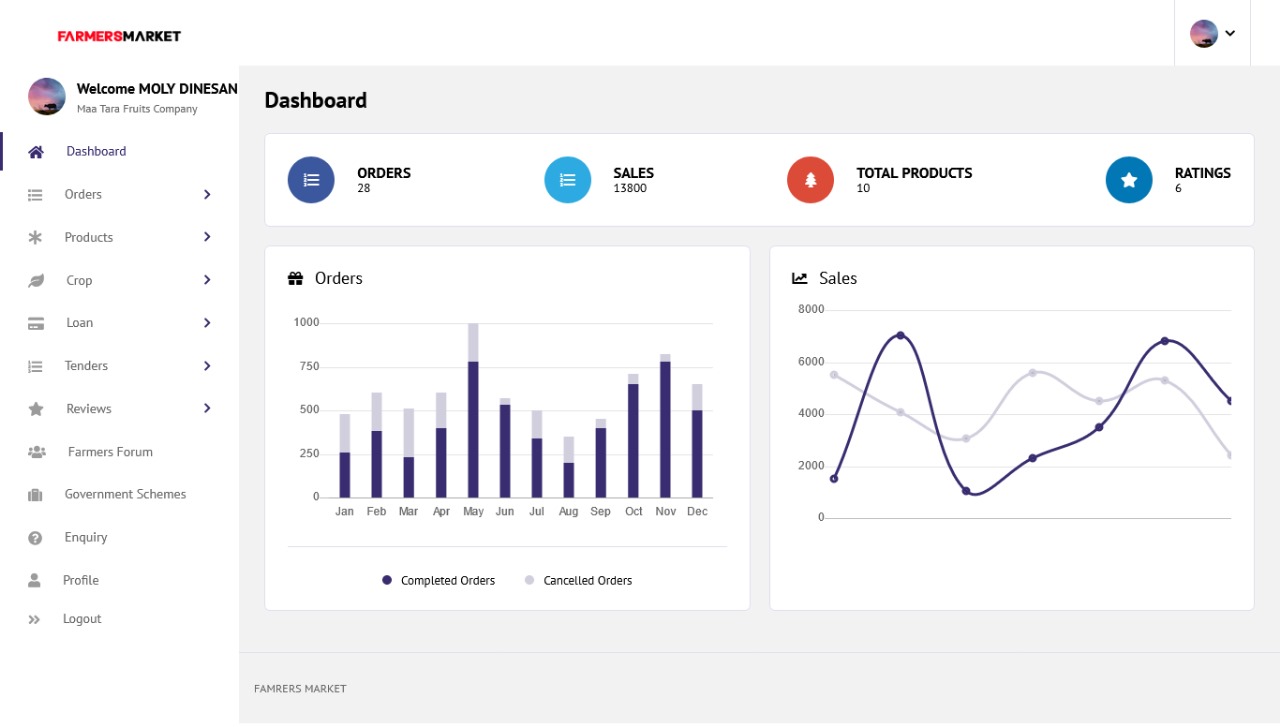 FARMERSMARKET
Welcome MOLY DINESAN
Maa Tara Fruits Company
Dashboard
Orders
Products
Crop
Loan
Tenders
Reviews
Farmers Forum
Government Schemes
Enquiry
Profile
Logout
Dashboard
ORDERS
28
SALES
13800
TOTAL PRODUCTS
10
RATINGS
6
Orders
1000
750
500
250
0
Jan Feb Mar Apr May Jun Jul Aug Sep Oct Nov Dec
Completed Orders Cancelled Orders
Sales
8000
6000
4000
2000
0
FAMRERS MARKET